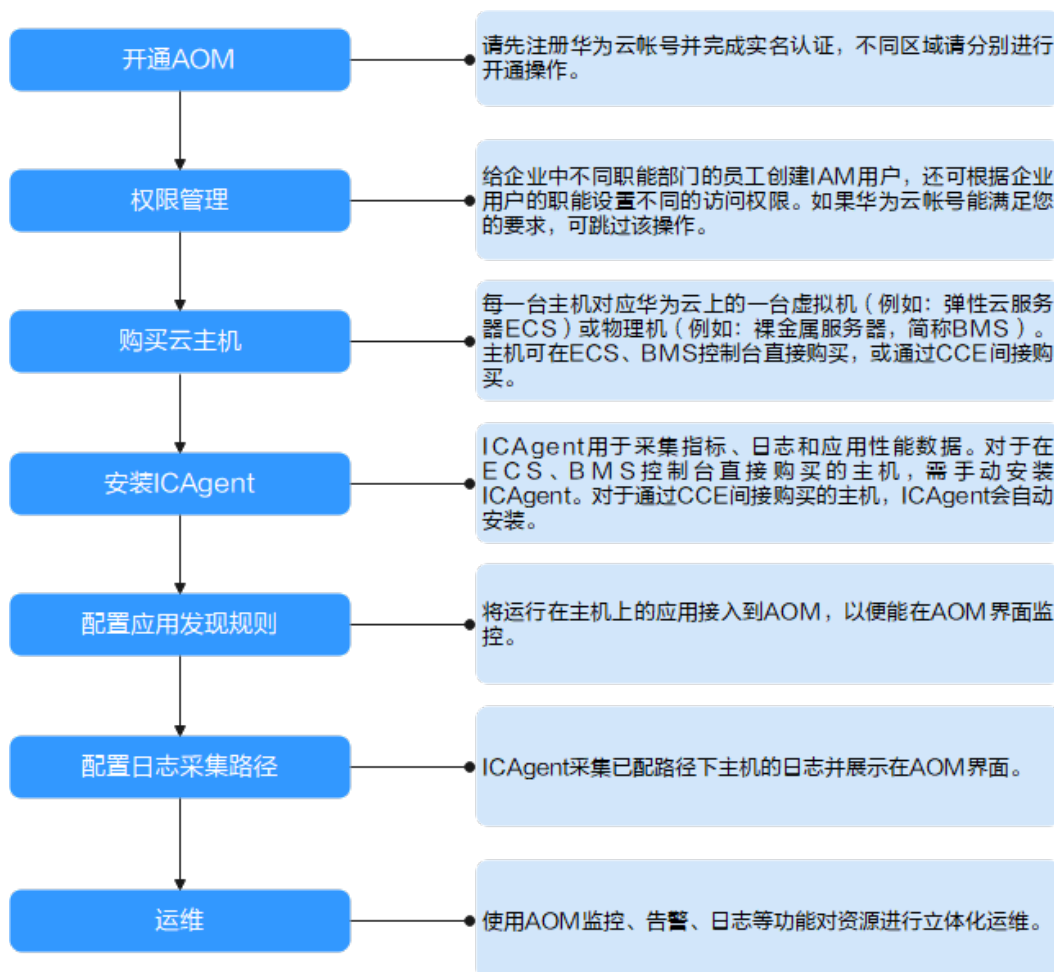 开通AOM
请先注册华为云帐号并完成实名认证，不同区域请分别进行
开通操作。
权限管理
给企业中不同职能部门的员工创建IAM用户，还可根据企业
用户的职能设置不同的访问权限。如果华为云帐号能满足您
的要求，可跳过该操作。
购买云主机
每一台主机对应华为云上的一台虚拟机（例如：弹性云服务
器ECS）或物理机（例如：裸金属服务器，简称BMS）。
主机可在ECS、BMS控制台直接购买，或通过CCE间接购
买。
安装ICAgent
ICAgent用于采集指标、日志和应用性能数据。对于在
ECS、BMS控制台直接购买的主机，需手动安装
ICAgent。对于通过CCE间接购买的主机，ICAgent会自动
安装。
配置应用发现规则
将运行在主机上的应用接入到AOM，以便能在AOM界面监
控。
配置日志采集路径
ICAgent采集已配路径下主机的日志并展示在AOM界面。
运维
使用AOM监控、告警、日志等功能对资源进行立体化运维。